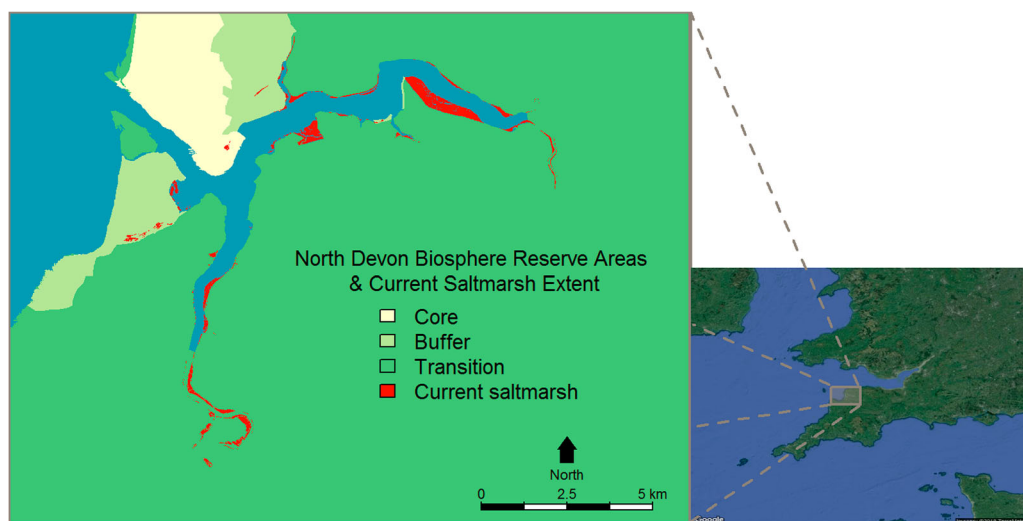 North Devon Biosphere Reserve Areas
& Current Saltmarsh Extent
Core
Buffer
Transition
Current saltmarsh
North
0 2.5 5 km
Google